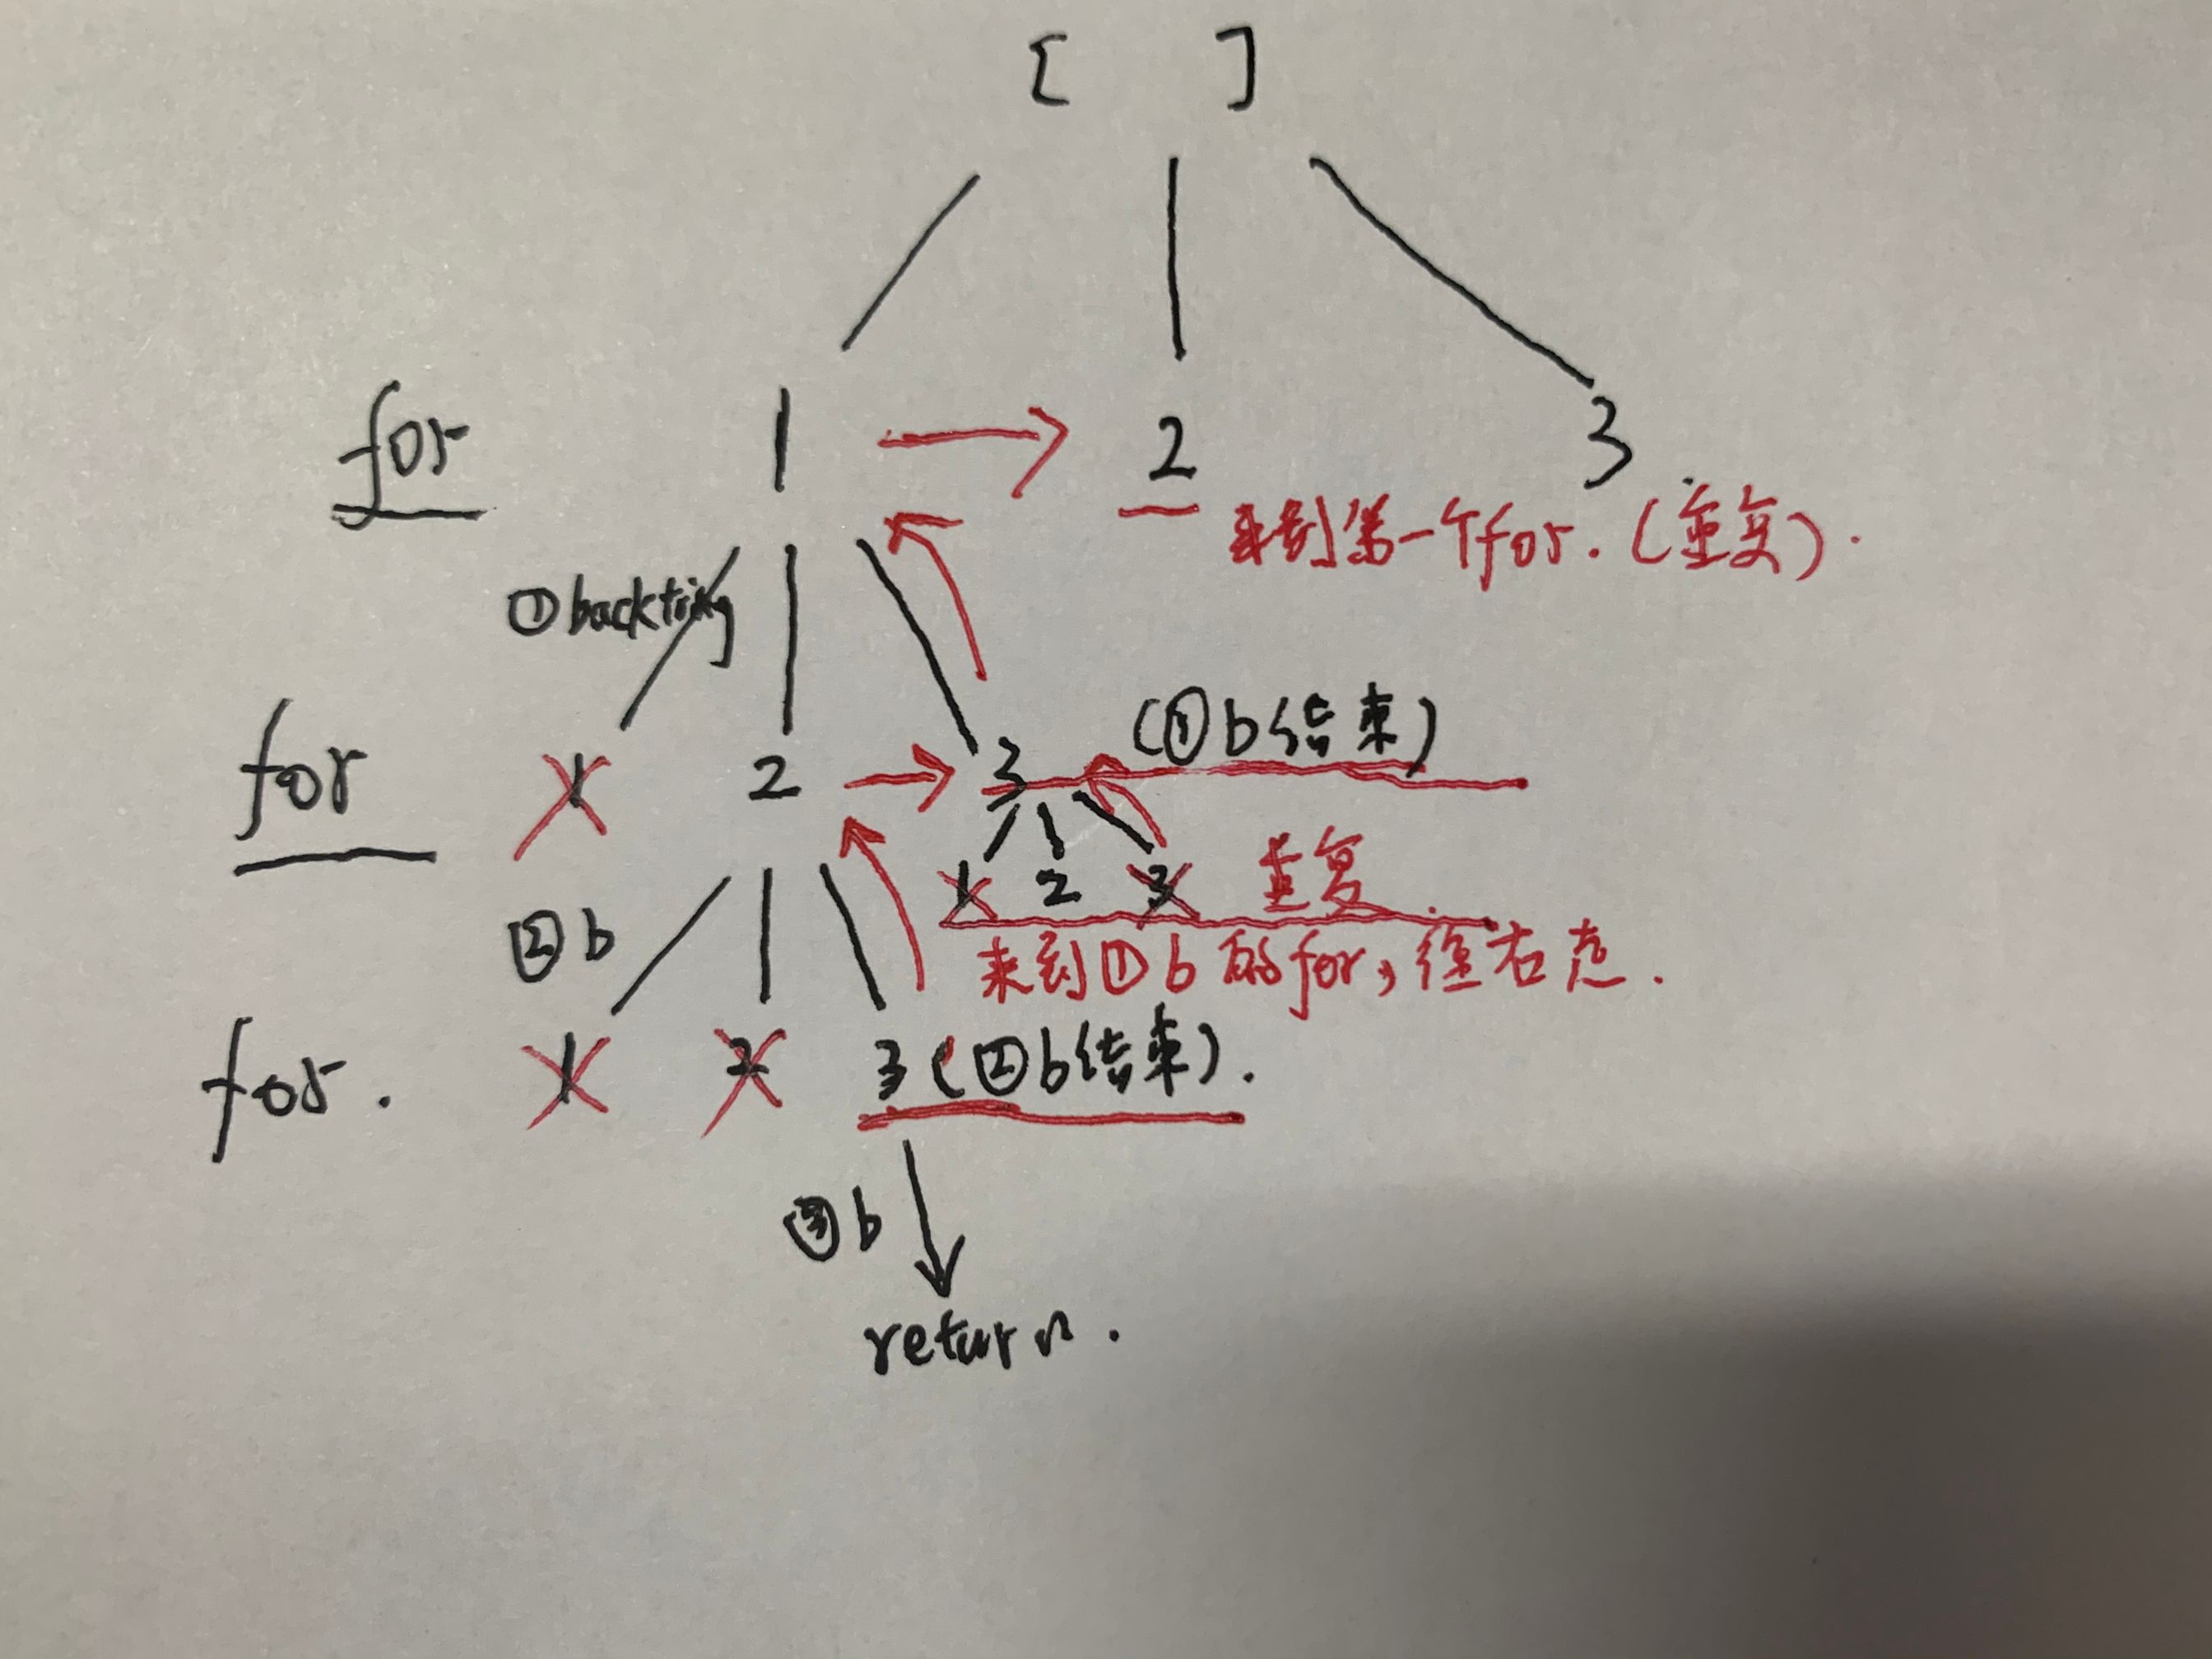 [ ]
for 1 2 3
来到第一个for.(重复).
①backtring
(①b结束)
for 1 2 3
1 2 3 重复
②b
来到①b的for,往右走.
for. 1 2 3(②b结束).
③b
return.